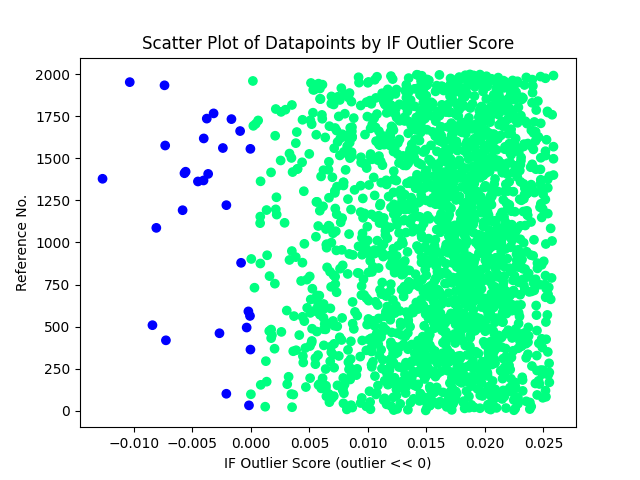 Scatter Plot of Datapoints by IF Outlier Score
2000
1750
1500
1250
1000
750
500
250
0
Reference No.
−0.010 −0.005 0.000 0.005 0.010 0.015 0.020 0.025
IF Outlier Score (outlier << 0)